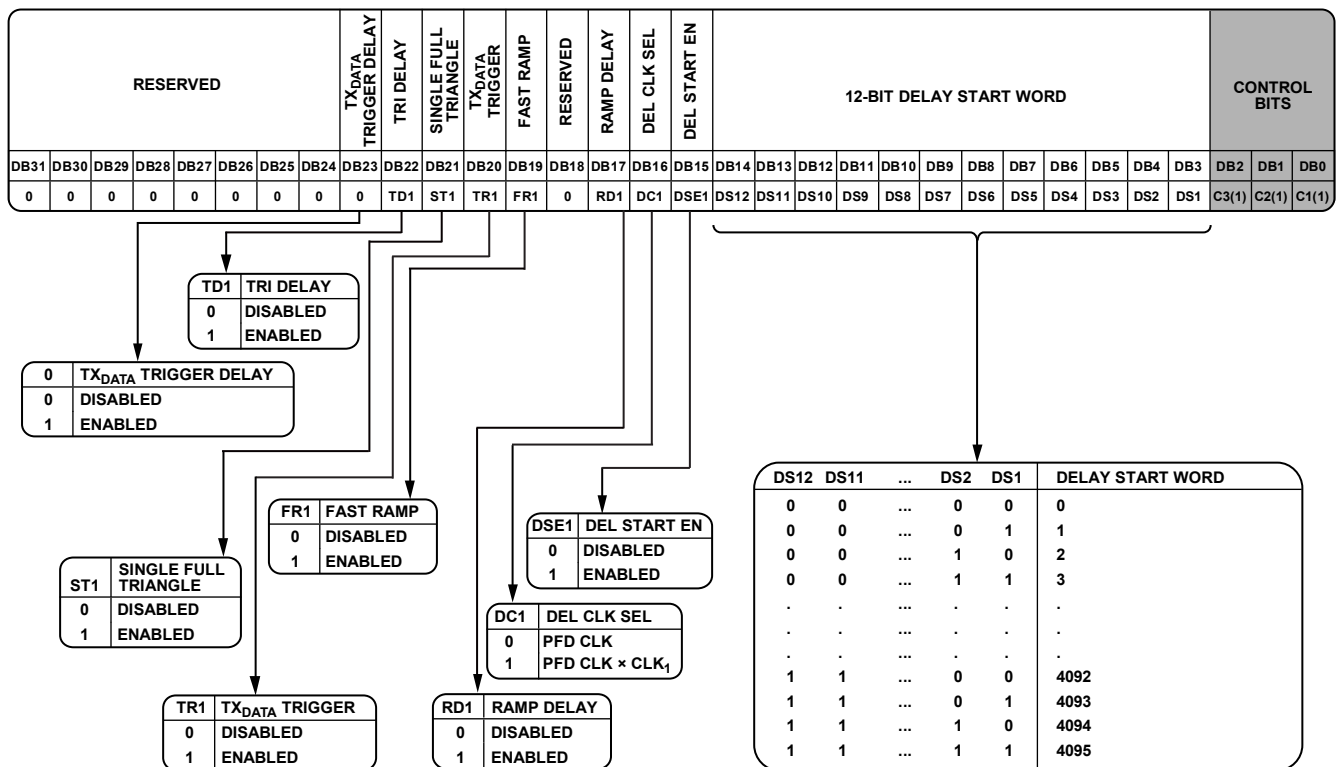 RESERVED
TXDATA TRIGGER DELAY
TRI DELAY
SINGLE FULL TRIANGLE
TXDATA TRIGGER
FAST RAMP
RESERVED
RAMP DELAY
DEL CLK SEL
DEL START EN
12-BIT DELAY START WORD
CONTROL BITS
DB31 DB30 DB29 DB28 DB27 DB26 DB25 DB24 DB23 DB22 DB21 DB20 DB19 DB18 DB17 DB16 DB15 DB14 DB13 DB12 DB11 DB10 DB9 DB8 DB7 DB6 DB5 DB4 DB3 DB2 DB1 DB0
0 0 0 0 0 0 0 0 0 TD1 ST1 TR1 FR1 0 RD1 DC1 DSE1 DS12 DS11 DS10 DS9 DS8 DS7 DS6 DS5 DS4 DS3 DS2 DS1 C3(1) C2(1) C1(1)
TD1 TRI DELAY
0 DISABLED
1 ENABLED
0 TXDATA TRIGGER DELAY
0 DISABLED
1 ENABLED
FR1 FAST RAMP
0 DISABLED
1 ENABLED
DSE1 DEL START EN
0 DISABLED
1 ENABLED
ST1 SINGLE FULL TRIANGLE
0 DISABLED
1 ENABLED
DC1 DEL CLK SEL
0 PFD CLK
1 PFD CLK × CLK1
TR1 TXDATA TRIGGER
0 DISABLED
1 ENABLED
RD1 RAMP DELAY
0 DISABLED
1 ENABLED
DS12 DS11 ... DS2 DS1 DELAY START WORD
0 0 ... 0 0 0
0 0 ... 0 1 1
0 0 ... 1 0 2
0 0 ... 1 1 3
. . ... . . .
. . ... . . .
. . ... . . .
1 1 ... 0 0 4092
1 1 ... 0 1 4093
1 1 ... 1 0 4094
1 1 ... 1 1 4095